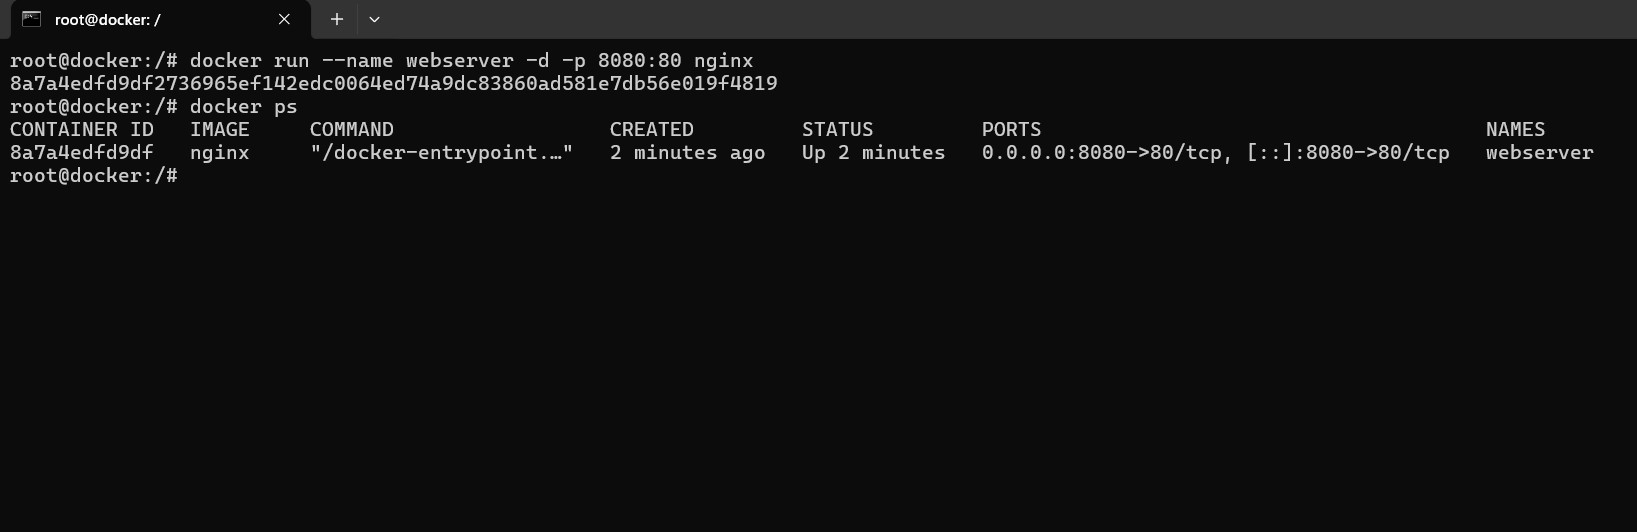 root@docker: /
root@docker:/# docker run --name webserver -d -p 8080:80 nginx
8a7a4edfd9df2736965ef142edc0064ed74a9dc83860ad581e7db56e019f4819
root@docker:/# docker ps
CONTAINER ID   IMAGE     COMMAND                  CREATED         STATUS         PORTS                                     NAMES
8a7a4edfd9df   nginx     "/docker-entrypoint.…"   2 minutes ago   Up 2 minutes   0.0.0.0:8080->80/tcp, [::]:8080->80/tcp   webserver
root@docker:/#